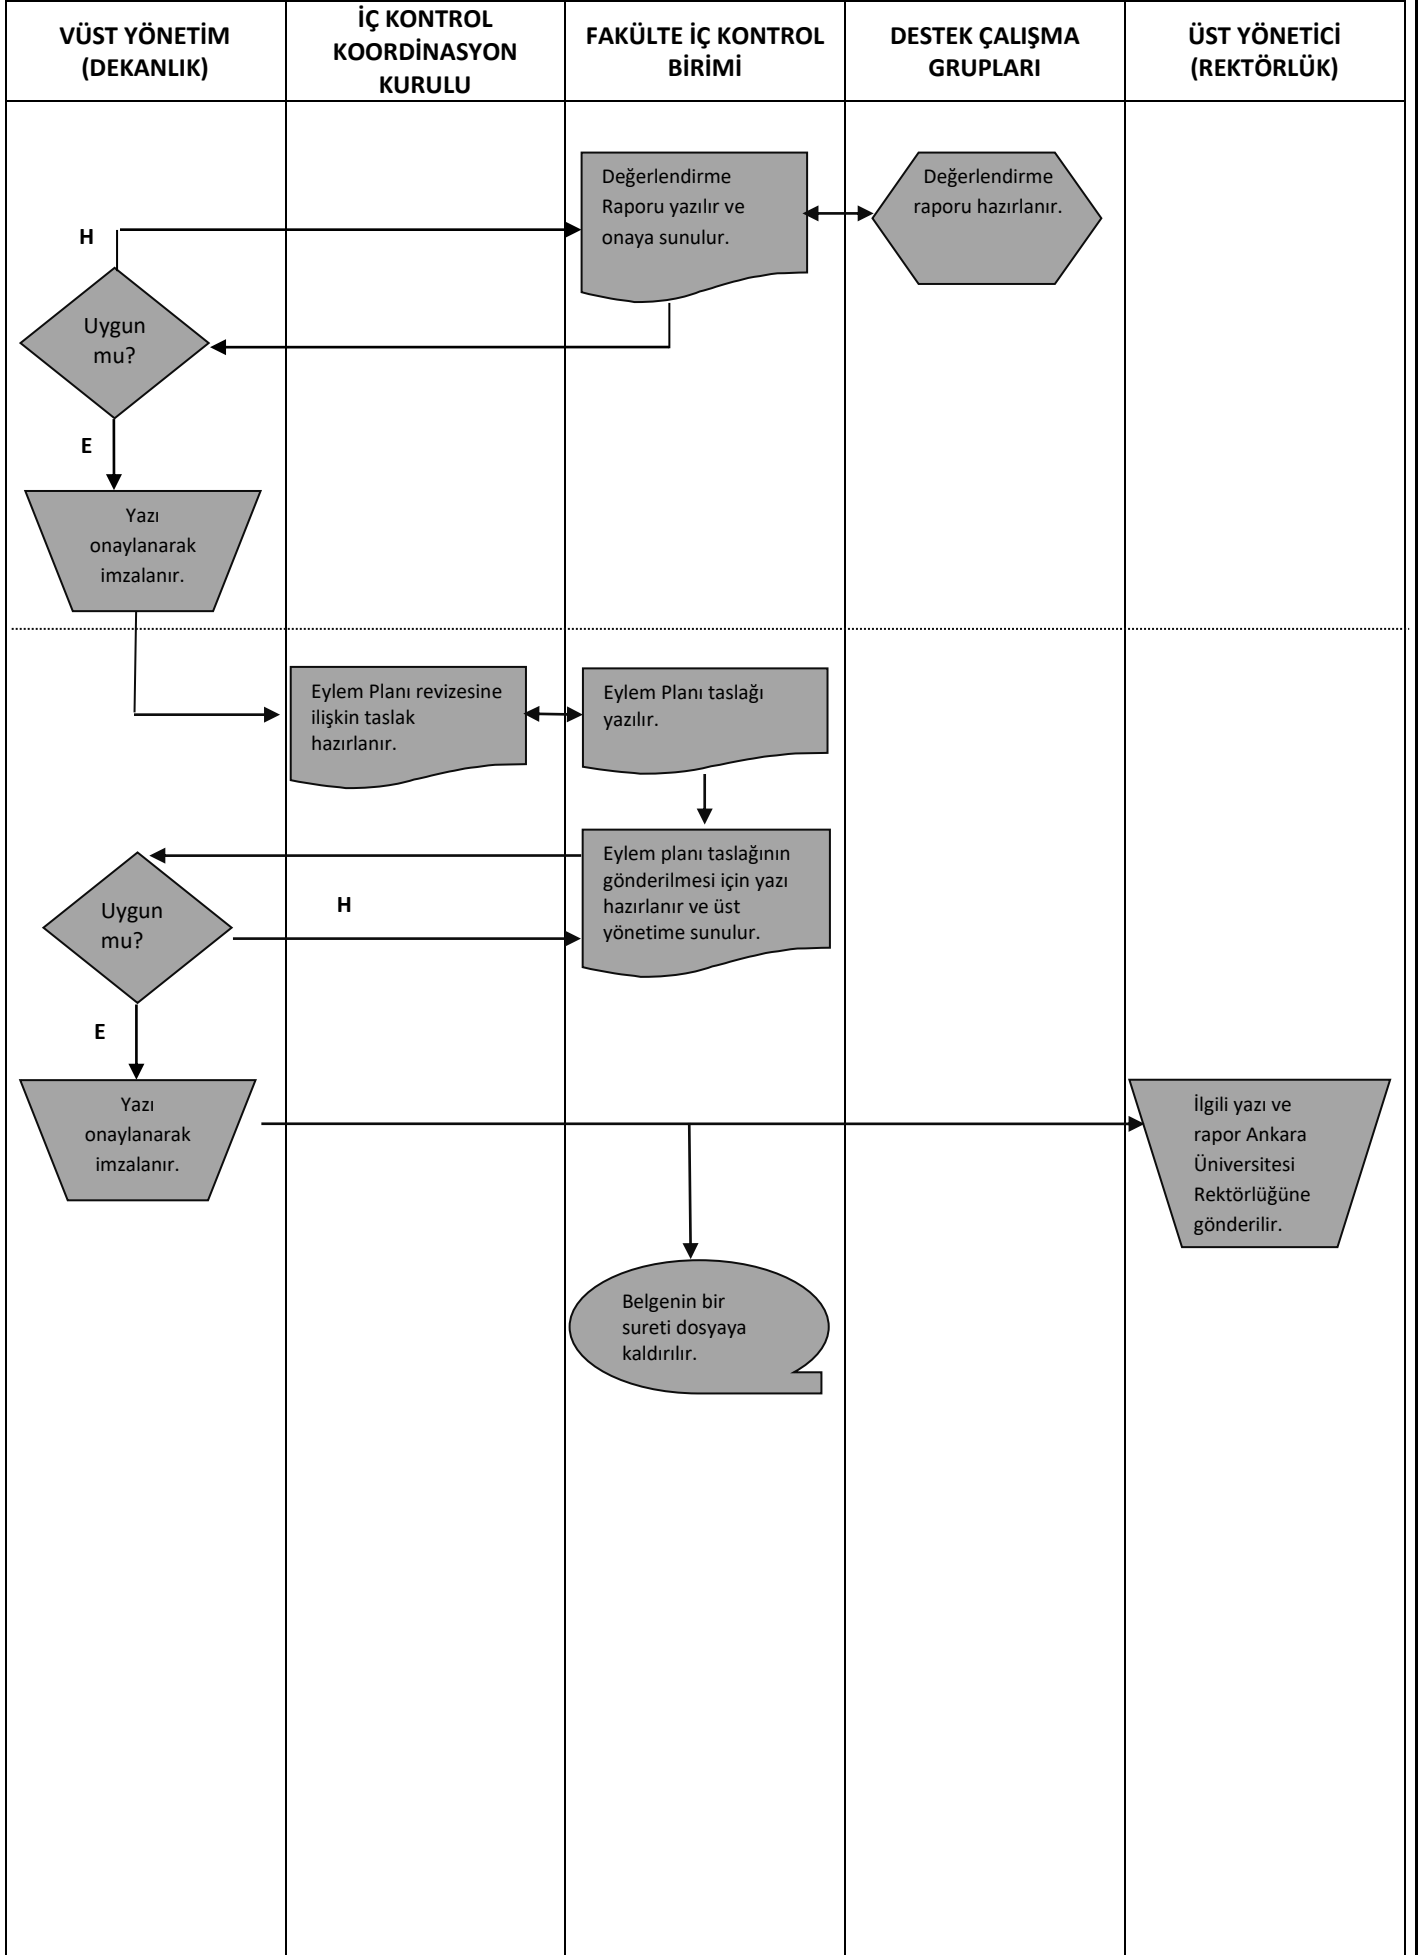 VÜST YÖNETİM
(DEKANLIK)
İÇ KONTROL
KOORDİNASYON
KURULU
FAKÜLTE İÇ KONTROL
BİRİMİ
DESTEK ÇALIŞMA
GRUPLARI
ÜST YÖNETİCİ
(REKTÖRLÜK)
Değerlendirme
Raporu yazılır ve
onaya sunulur.
Değerlendirme
raporu hazırlanır.
H
Uygun
mu?
E
Yazı
onaylanarak
imzalanır.
Eylem Planı revizesine
ilişkin taslak
hazırlanır.
Eylem Planı taslağı
yazılır.
Eylem planı taslağının
gönderilmesi için yazı
hazırlanır ve üst
yönetime sunulur.
Uygun
mu?
H
E
Yazı
onaylanarak
imzalanır.
İlgili yazı ve
rapor Ankara
Üniversitesi
Rektörlüğüne
gönderilir.
Belgenin bir
sureti dosyaya
kaldırılır.